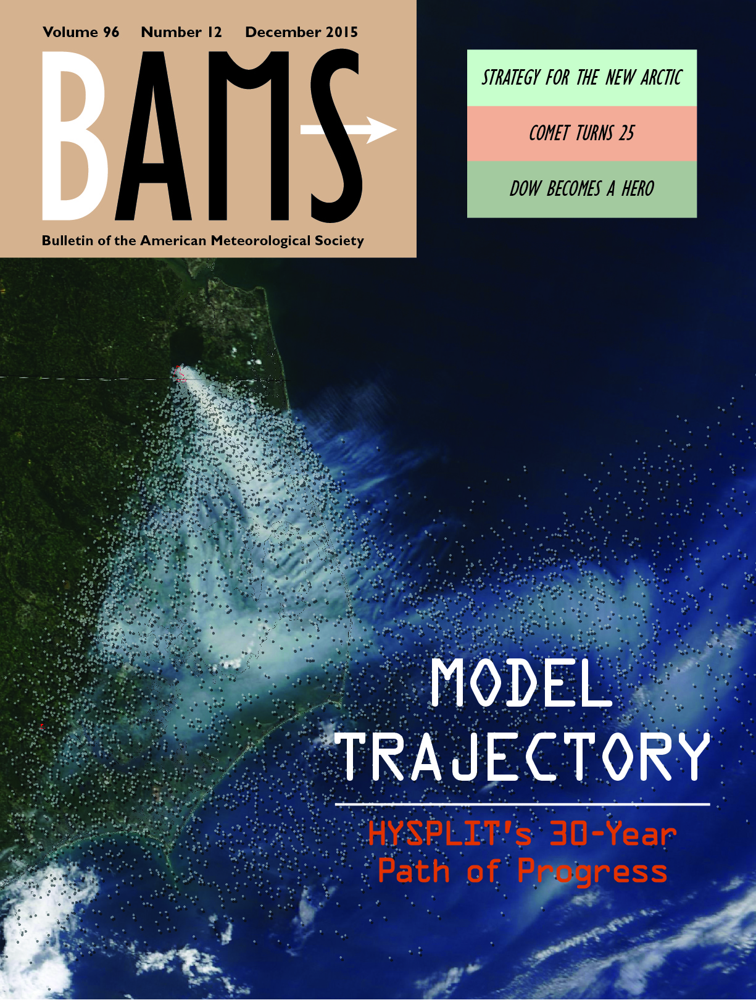 Volume 96 Number 12 December 2015
BAMS
Bulletin of the American Meteorological Society
STRATEGY FOR THE NEW ARCTIC
COMET TURNS 25
DOW BECOMES A HERO
MODEL
TRAJECTORY
HYSPLIT's 30-Year
Path of Progress